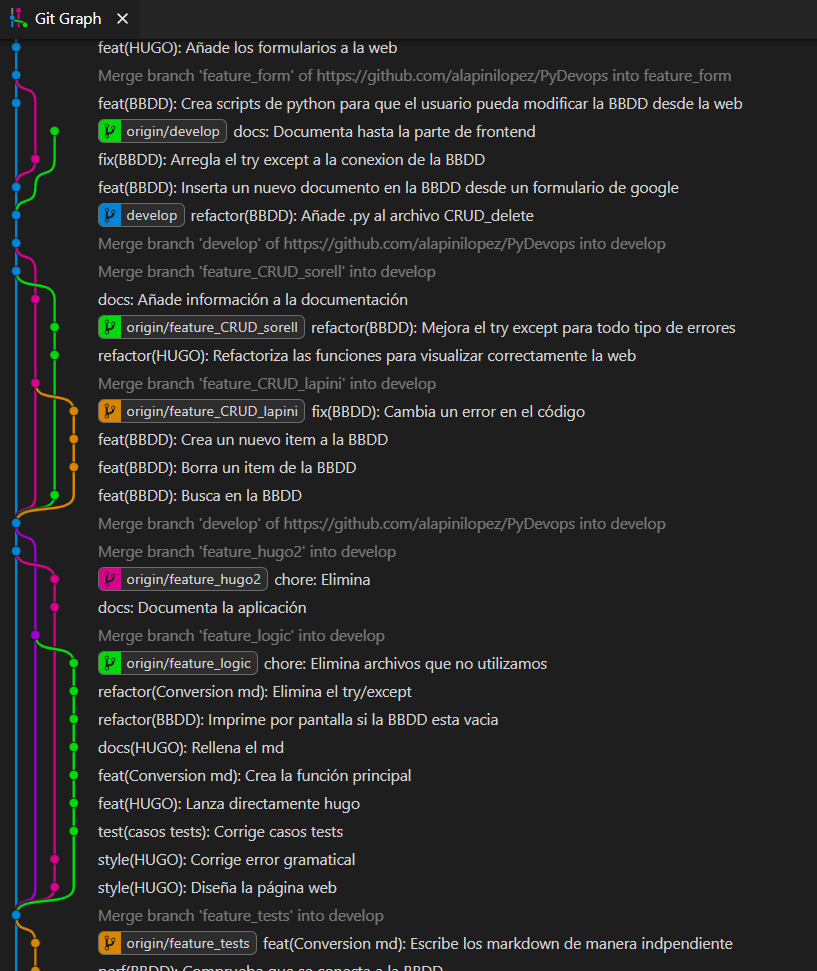 Git Graph
feat(HUGO): Añade los formularios a la web
Merge branch 'feature_form' of https://github.com/alapinilopez/PyDevops into feature_form
feat(BBDD): Crea scripts de python para que el usuario pueda modificar la BBDD desde la web
origin/develop docs: Documenta hasta la parte de frontend
fix(BBDD): Arregla el try except a la conexion de la BBDD
feat(BBDD): Inserta un nuevo documento en la BBDD desde un formulario de google
develop refactor(BBDD): Añade .py al archivo CRUD_delete
Merge branch 'develop' of https://github.com/alapinilopez/PyDevops into develop
Merge branch 'feature_CRUD_sorell' into develop
docs: Añade información a la documentación
origin/feature_CRUD_sorell refactor(BBDD): Mejora el try except para todo tipo de errores
refactor(HUGO): Refactoriza las funciones para visualizar correctamente la web
Merge branch 'feature_CRUD_lapini' into develop
origin/feature_CRUD_lapini fix(BBDD): Cambia un error en el código
feat(BBDD): Crea un nuevo item a la BBDD
feat(BBDD): Borra un item de la BBDD
feat(BBDD): Busca en la BBDD
Merge branch 'develop' of https://github.com/alapinilopez/PyDevops into develop
Merge branch 'feature_hugo2' into develop
origin/feature_hugo2 chore: Elimina
docs: Documenta la aplicación
Merge branch 'feature_logic' into develop
origin/feature_logic chore: Elimina archivos que no utilizamos
refactor(Conversion md): Elimina el try/except
refactor(BBDD): Imprime por pantalla si la BBDD esta vacia
docs(HUGO): Rellena el md
feat(Conversion md): Crea la función principal
feat(HUGO): Lanza directamente hugo
test(casos tests): Corrige casos tests
style(HUGO): Corrige error gramatical
style(HUGO): Diseña la página web
Merge branch 'feature_tests' into develop
origin/feature_tests feat(Conversion md): Escribe los markdown de manera indpendiente
perf(BBDD): Comprueba que se conecta a la BBDD